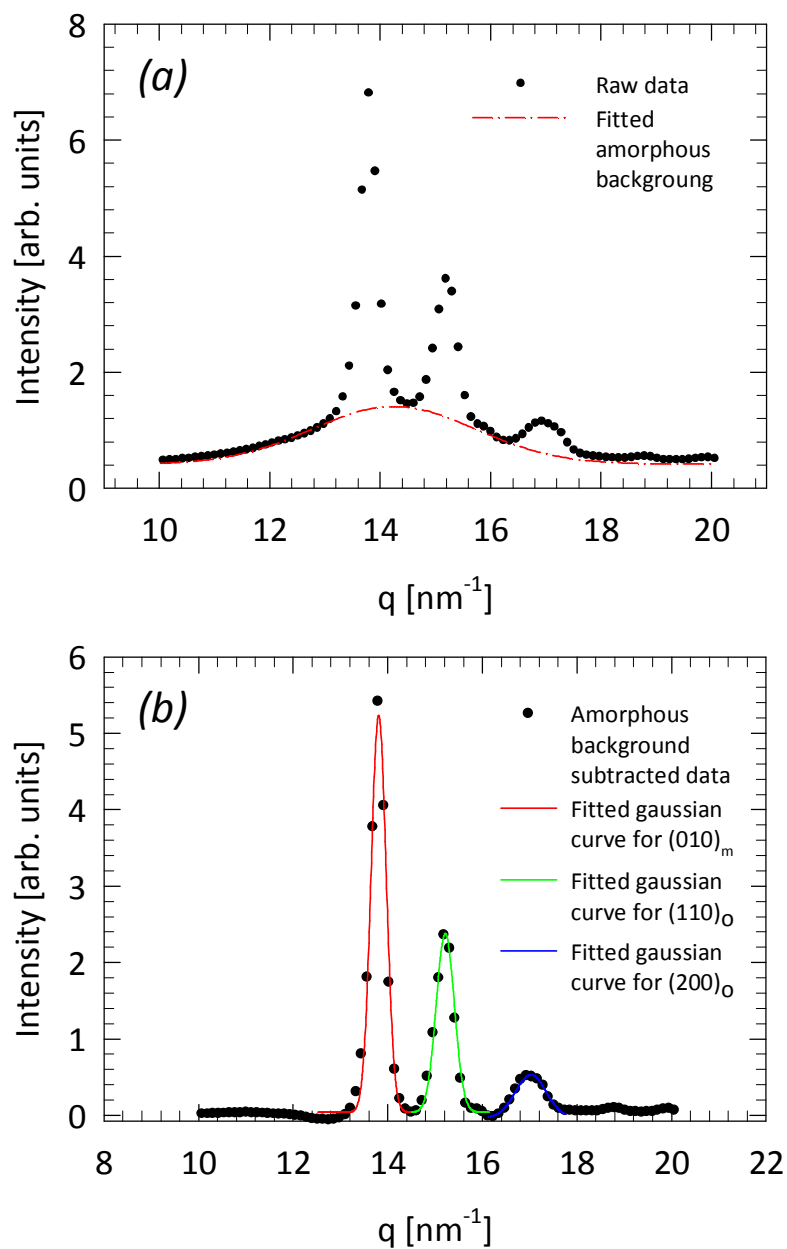 (a)
8
6
4
2
0
Intensity [arb. units]
Raw data
Fitted
amorphous
backgroung
10 12 14 16 18 20
q [nm⁻¹]
(b)
6
5
4
3
2
1
0
Intensity [arb. units]
Amorphous
background
subtracted data
Fitted gaussian
curve for (010)ₘ
Fitted gaussian
curve for (110)O
Fitted gaussian
curve for (200)O
8 10 12 14 16 18 20 22
q [nm⁻¹]